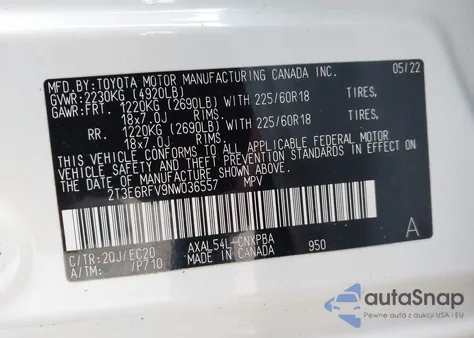 MFD.BY:TOYOTA MOTOR MANUFACTURING CANADA INC. 05/22
GVWR:2230KG (4920LB)
GAWR:FRT. 1220KG (2690LB) WITH 225/60R18 TIRES,
18x7.0J RIMS,
RR. 1220KG (2690LB) WITH 225/60R18 TIRES,
18x7.0J RIMS,
THIS VEHICLE CONFORMS TO ALL APPLICABLE FEDERAL MOTOR
VEHICLE SAFETY AND THEFT PREVENTION STANDARDS IN EFFECT
ON THE DATE OF MANUFACTURE SHOWN ABOVE.
2T3E6RFV9NW036557 MPV
C/TR:2QJ/EC20 AXAL54L-CNXPBA A
A/TM: /P710 MADE IN CANADA 950
autoSnap
Pewne auta z aukcji USA i EU